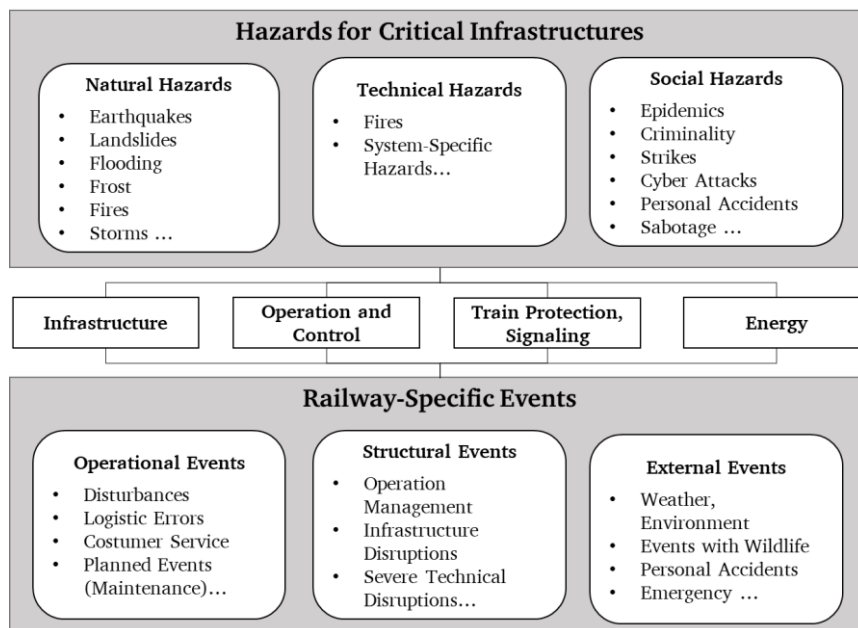 Hazards for Critical Infrastructures
Natural Hazards
• Earthquakes
• Landslides
• Flooding
• Frost
• Fires
• Storms …
Technical Hazards
• Fires
• System-Specific
Hazards…
Social Hazards
• Epidemics
• Criminality
• Strikes
• Cyber Attacks
• Personal Accidents
• Sabotage …
Infrastructure
Operation and
Control
Train Protection,
Signaling
Energy
Railway-Specific Events
Operational Events
• Disturbances
• Logistic Errors
• Costumer Service
• Planned Events
(Maintenance)…
Structural Events
• Operation
Management
• Infrastructure
Disruptions
• Severe Technical
Disruptions…
External Events
• Weather,
Environment
• Events with Wildlife
• Personal Accidents
• Emergency …